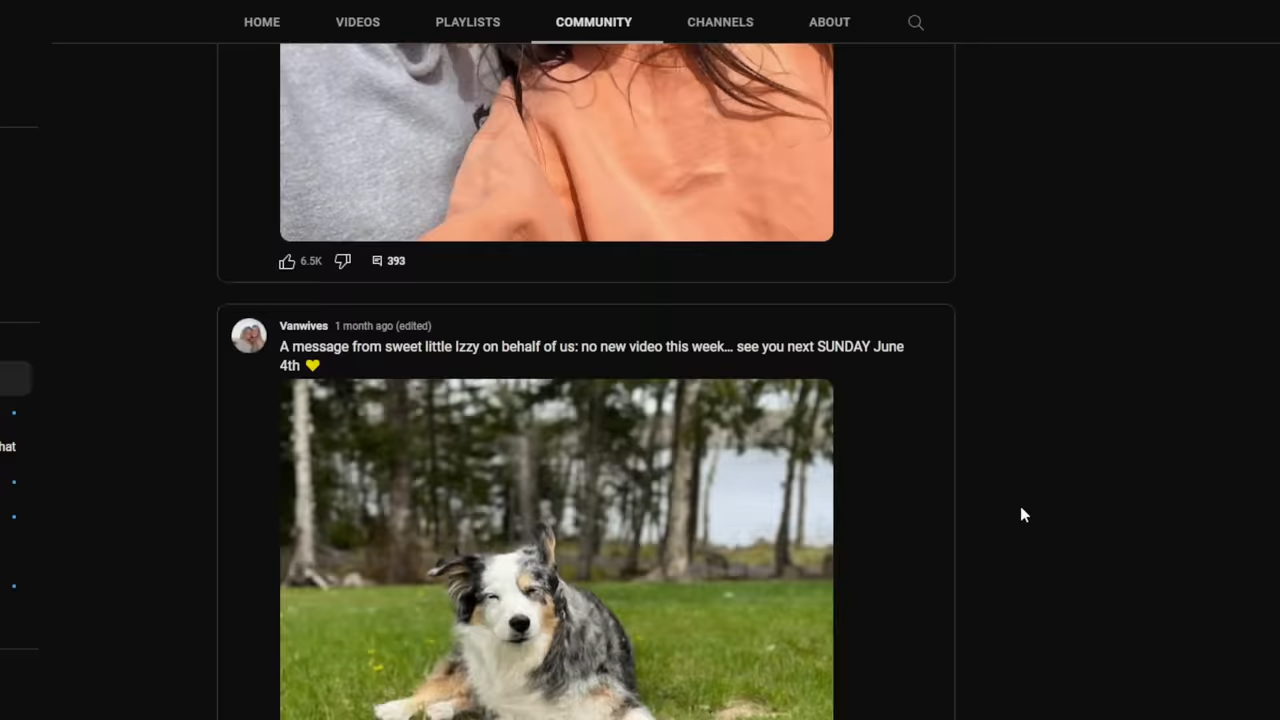 HOME VIDEOS PLAYLISTS COMMUNITY CHANNELS ABOUT
6.5K 393
Vanwives 1 month ago (edited)
A message from sweet little Izzy on behalf of us: no new video this week… see you next SUNDAY June
4th 💛
hat